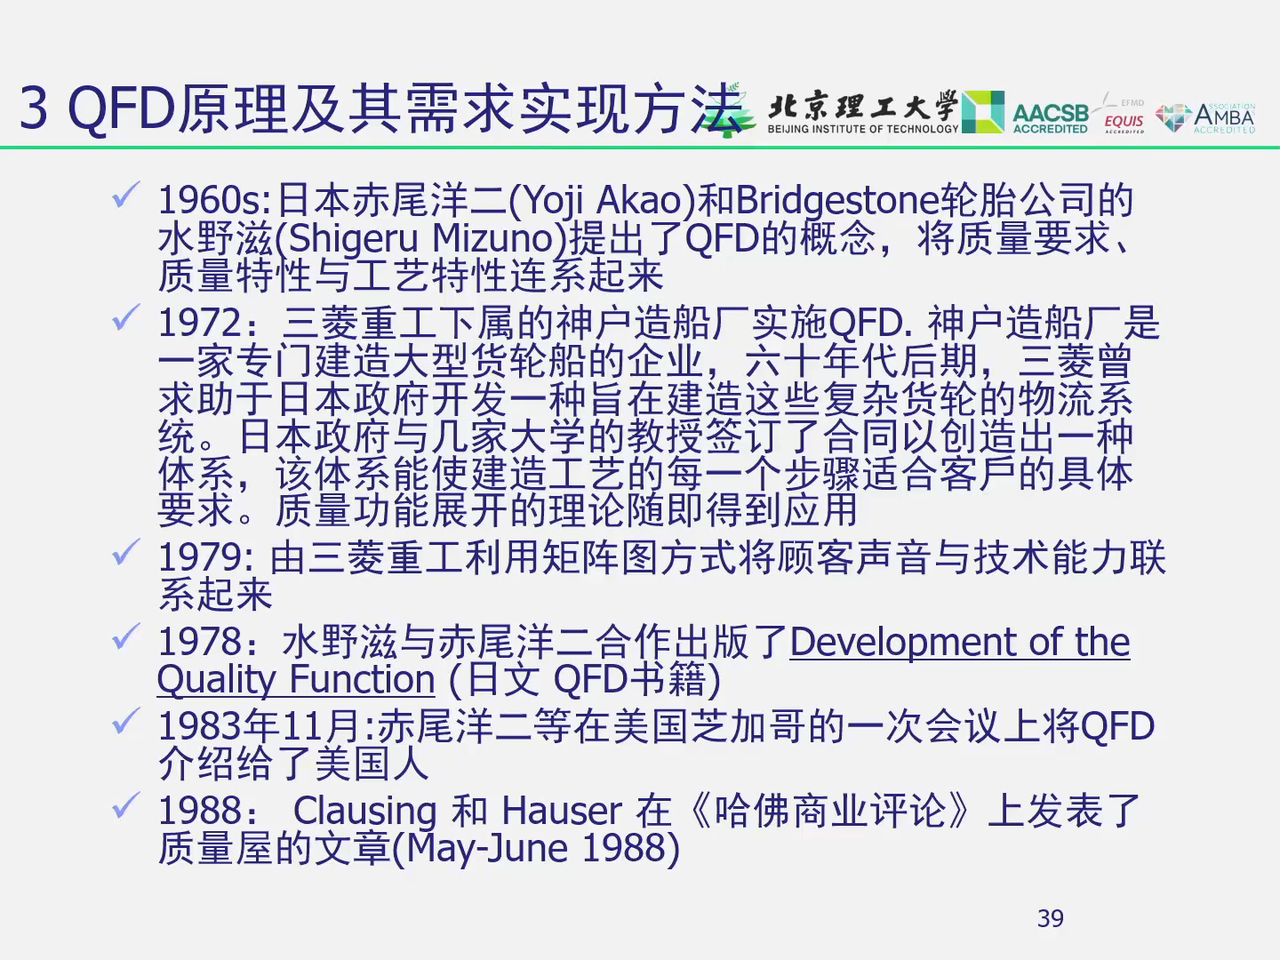 3 QFD原理及其需求实现方法
北京理工大学
BEIJING INSTITUTE OF TECHNOLOGY
AACSB
ACCREDITED
EFMD
EQUIS
ACCREDITED
ASSOCIATION
AMBA
ACCREDITED
1960s:日本赤尾洋二(Yoji Akao)和Bridgestone轮胎公司的
水野滋(Shigeru Mizuno)提出了QFD的概念，将质量要求、
质量特性与工艺特性连系起来
1972：三菱重工下属的神户造船厂实施QFD. 神户造船厂是
一家专门建造大型货轮船的企业，六十年代后期，三菱曾
求助于日本政府开发一种旨在建造这些复杂货轮的物流系
统。日本政府与几家大学的教授签订了合同以创造出一种
体系，该体系能使建造工艺的每一个步骤适合客戶的具体
要求。质量功能展开的理论随即得到应用
1979: 由三菱重工利用矩阵图方式将顾客声音与技术能力联
系起来
1978：水野滋与赤尾洋二合作出版了Development of the
Quality Function (日文 QFD书籍)
1983年11月:赤尾洋二等在美国芝加哥的一次会议上将QFD
介绍给了美国人
1988： Clausing 和 Hauser 在《哈佛商业评论》上发表了
质量屋的文章(May-June 1988)
39